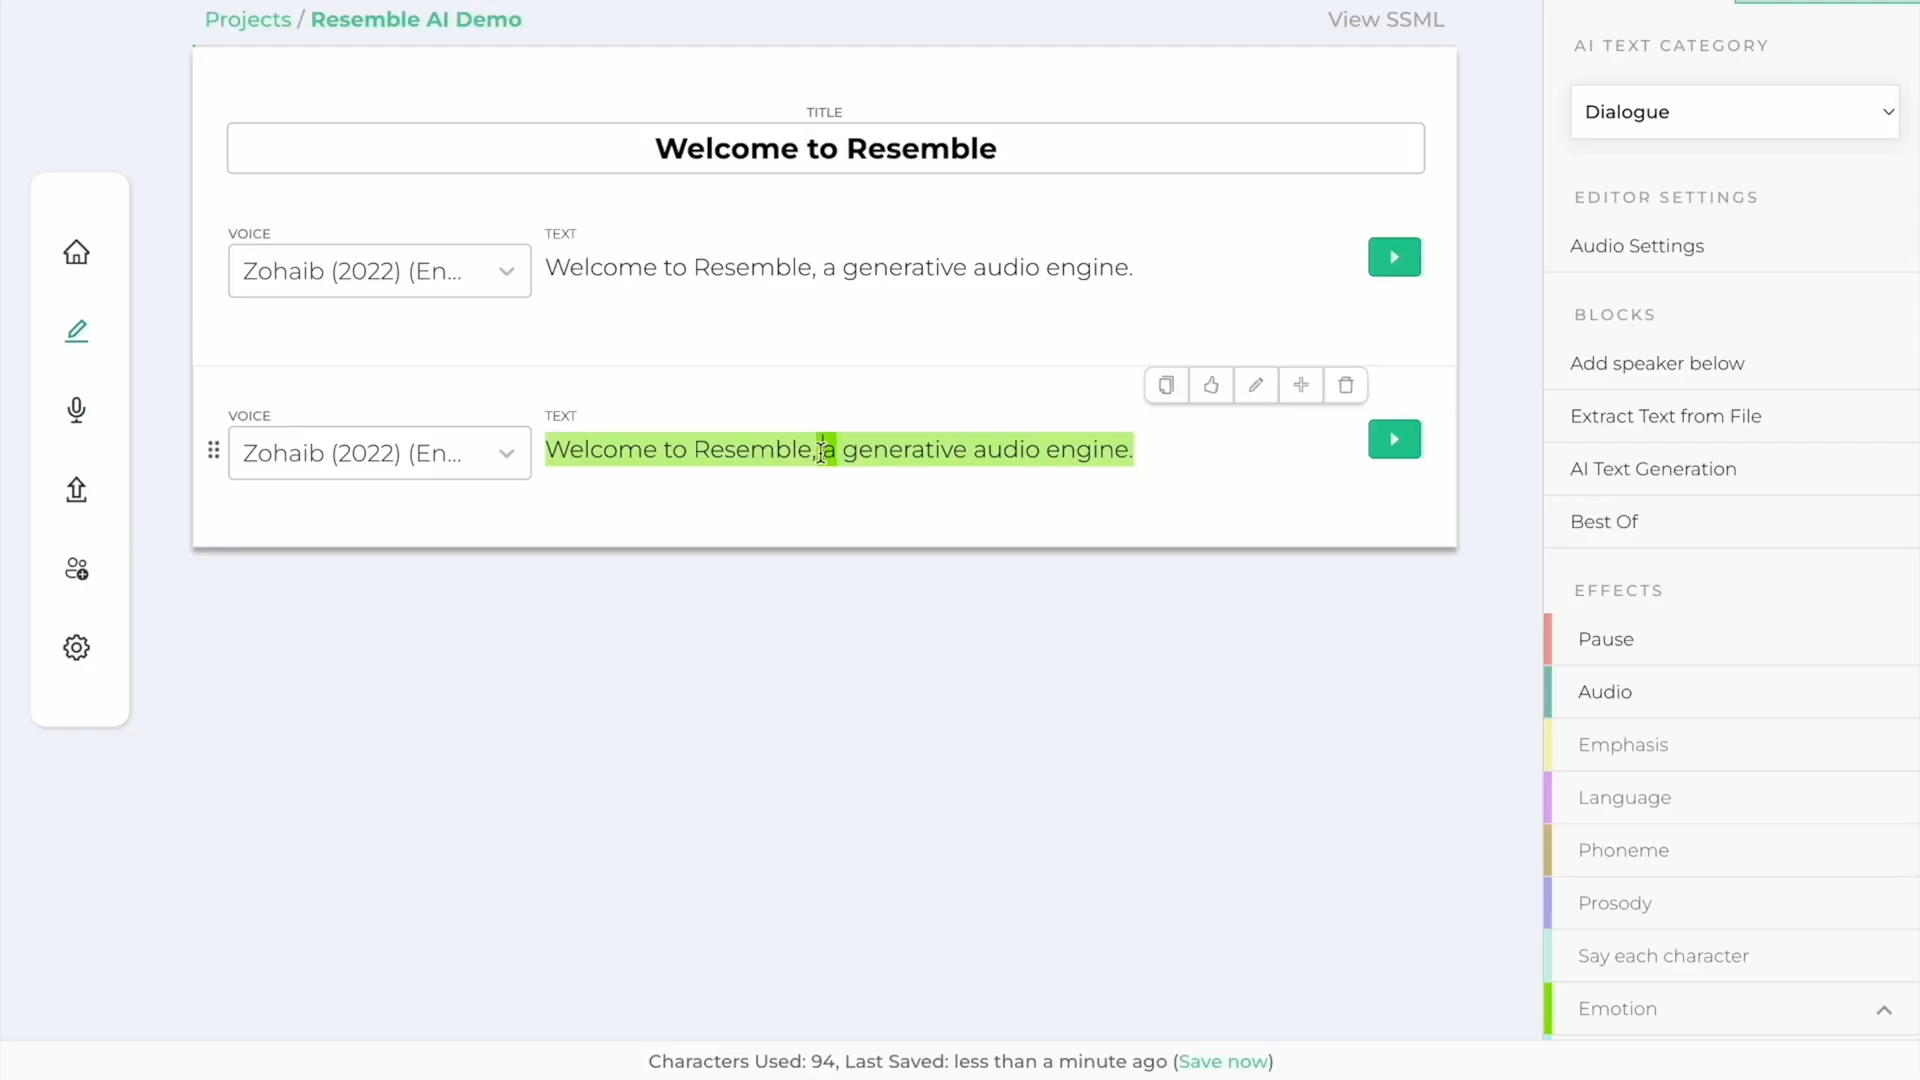 Projects / Resemble AI Demo
View SSML
TITLE
Welcome to Resemble
VOICE
TEXT
Zohaib (2022) (En...
Welcome to Resemble, a generative audio engine.
VOICE
TEXT
Zohaib (2022) (En...
Welcome to Resemble, a generative audio engine.
AI TEXT CATEGORY
Dialogue
EDITOR SETTINGS
Audio Settings
BLOCKS
Add speaker below
Extract Text from File
AI Text Generation
Best Of
EFFECTS
Pause
Audio
Emphasis
Language
Phoneme
Prosody
Say each character
Emotion
Characters Used: 94, Last Saved: less than a minute ago (Save now)